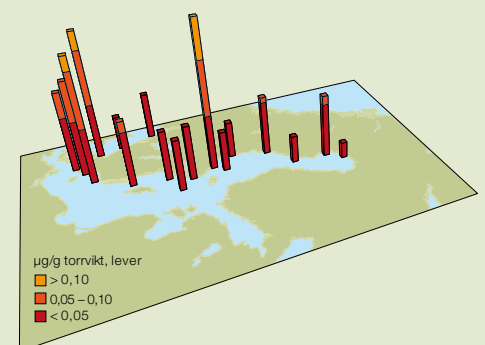 µg/g torrvikt, lever
> 0,10
0,05 – 0,10
< 0,05